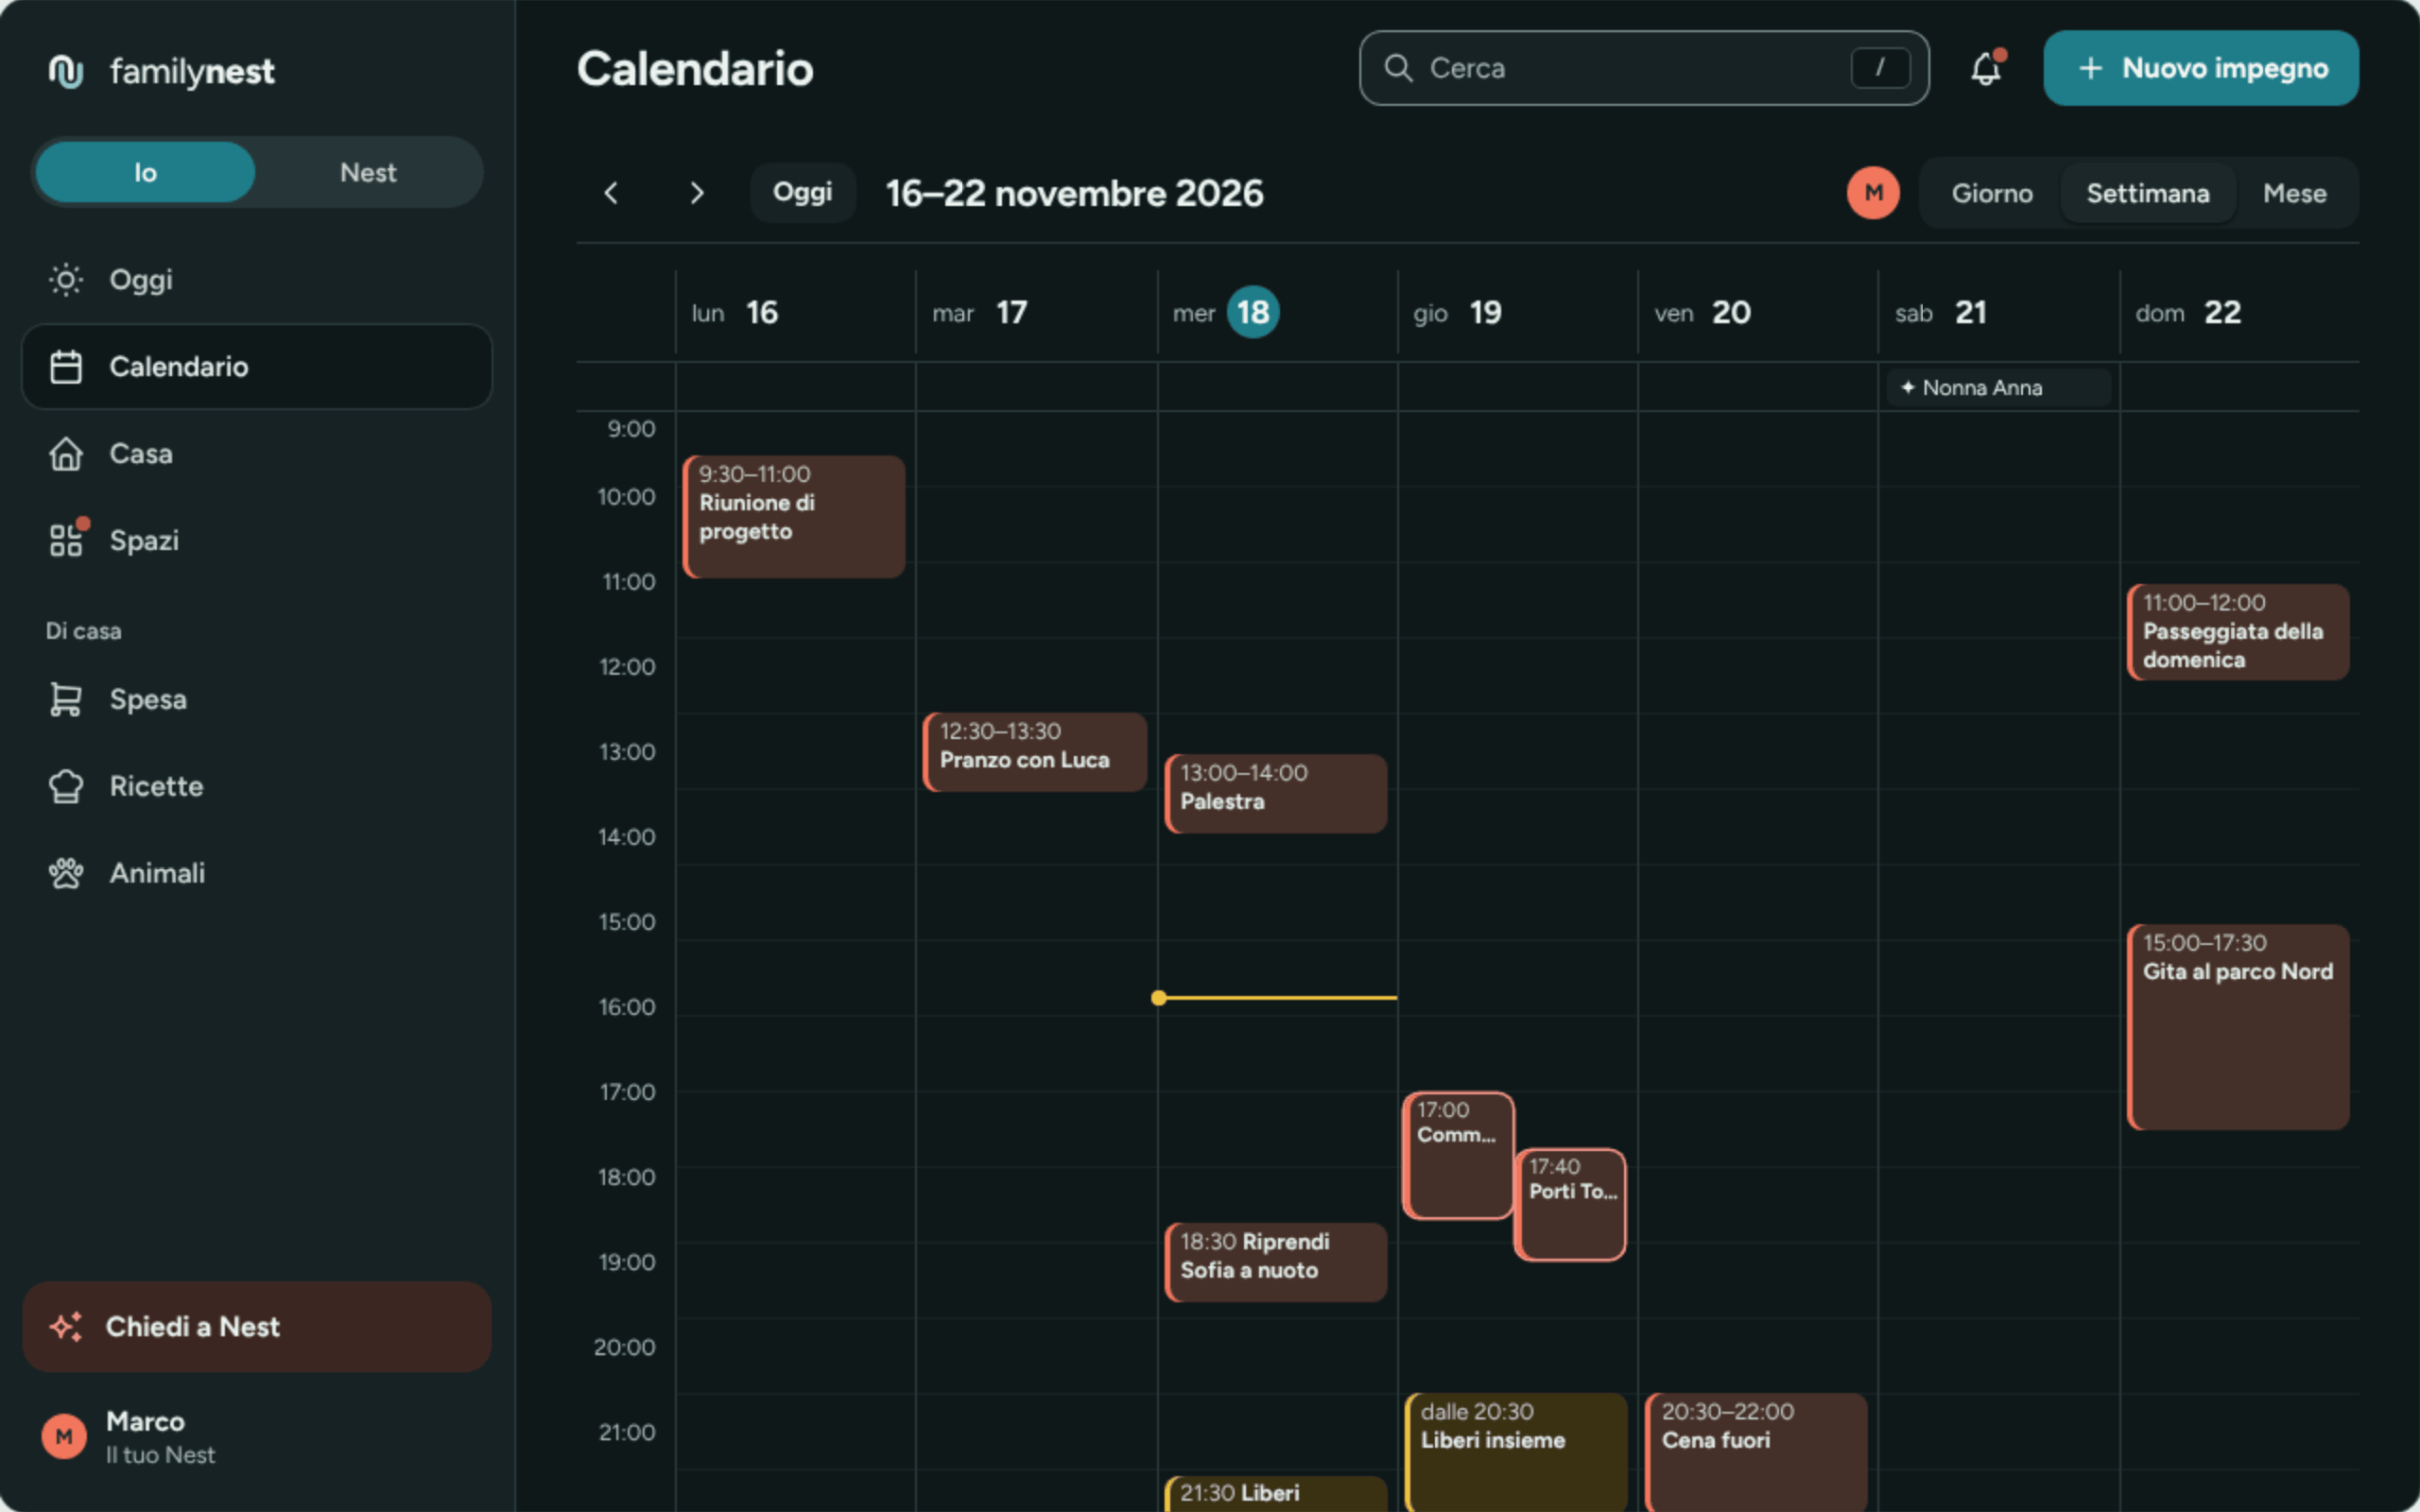 familynest
Io
Nest
Oggi
Calendario
Casa
Spazi
Di casa
Spesa
Ricette
Animali
Chiedi a Nest
M
Marco
Il tuo Nest
Calendario
Cerca
/
+ Nuovo impegno
Oggi
16–22 novembre 2026
M
Giorno
Settimana
Mese
lun 16
mar 17
mer 18
gio 19
ven 20
sab 21
dom 22
✦ Nonna Anna
9:00
10:00
11:00
12:00
13:00
14:00
15:00
16:00
17:00
18:00
19:00
20:00
21:00
9:30–11:00
Riunione di
progetto
12:30–13:30
Pranzo con Luca
13:00–14:00
Palestra
18:30 Riprendi
Sofia a nuoto
21:30 Liberi
17:00
Comm...
17:40
Porti To...
dalle 20:30
Liberi insieme
20:30–22:00
Cena fuori
11:00–12:00
Passeggiata della
domenica
15:00–17:30
Gita al parco Nord